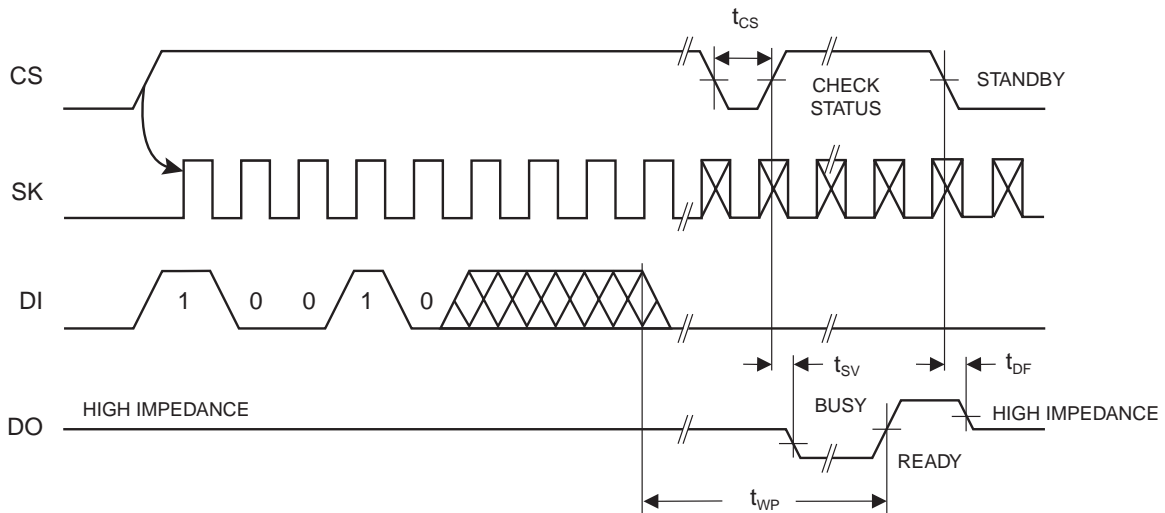 t_CS
CS
CHECK
STATUS
STANDBY
SK
DI
1 0 0 1 0
t_SV
t_DF
DO
HIGH IMPEDANCE
BUSY
HIGH IMPEDANCE
READY
t_WP